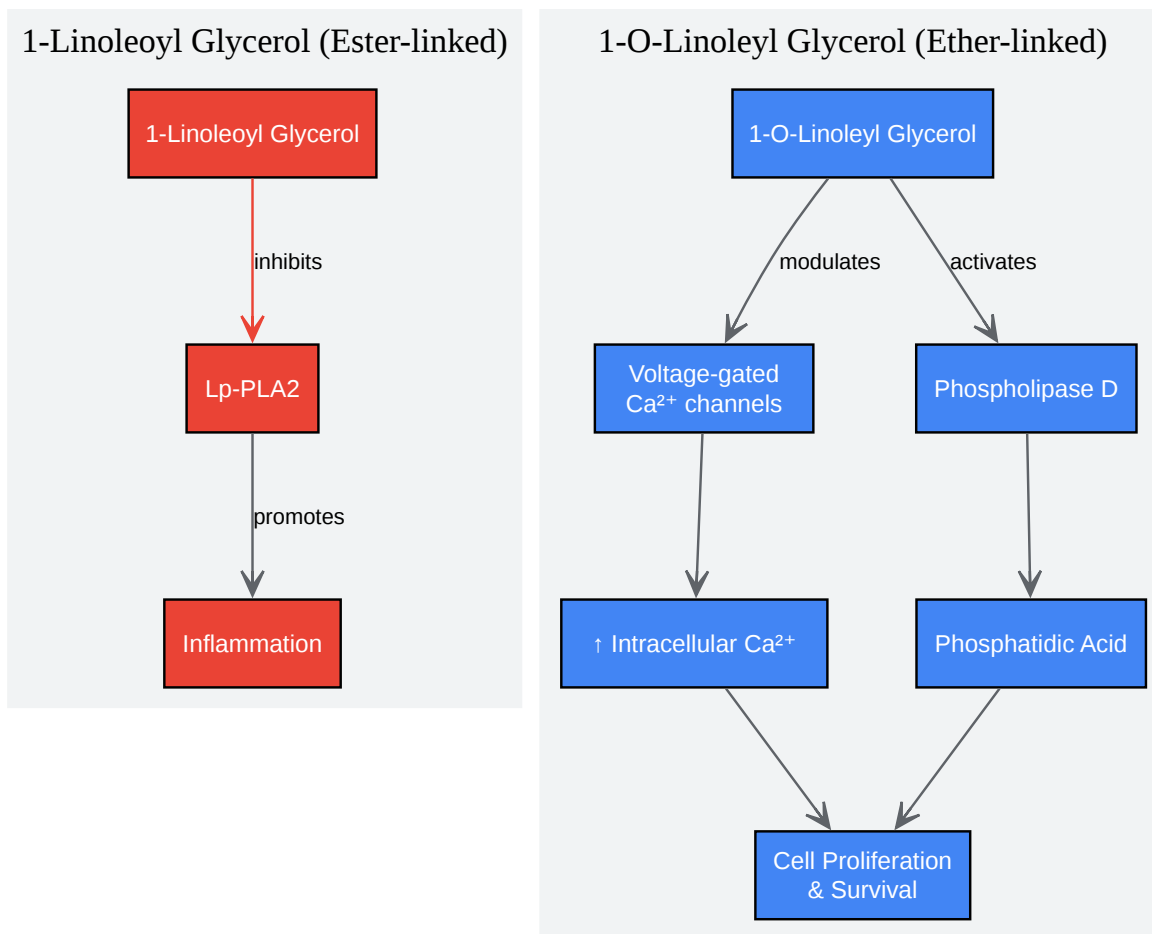 1-Linoleoyl Glycerol (Ester-linked)
1-Linoleoyl Glycerol
inhibits
Lp-PLA2
promotes
Inflammation
1-O-Linoleyl Glycerol (Ether-linked)
1-O-Linoleyl Glycerol
modulates
activates
Voltage-gated
Ca²⁺ channels
Phospholipase D
↑ Intracellular Ca²⁺
Phosphatidic Acid
Cell Proliferation
& Survival